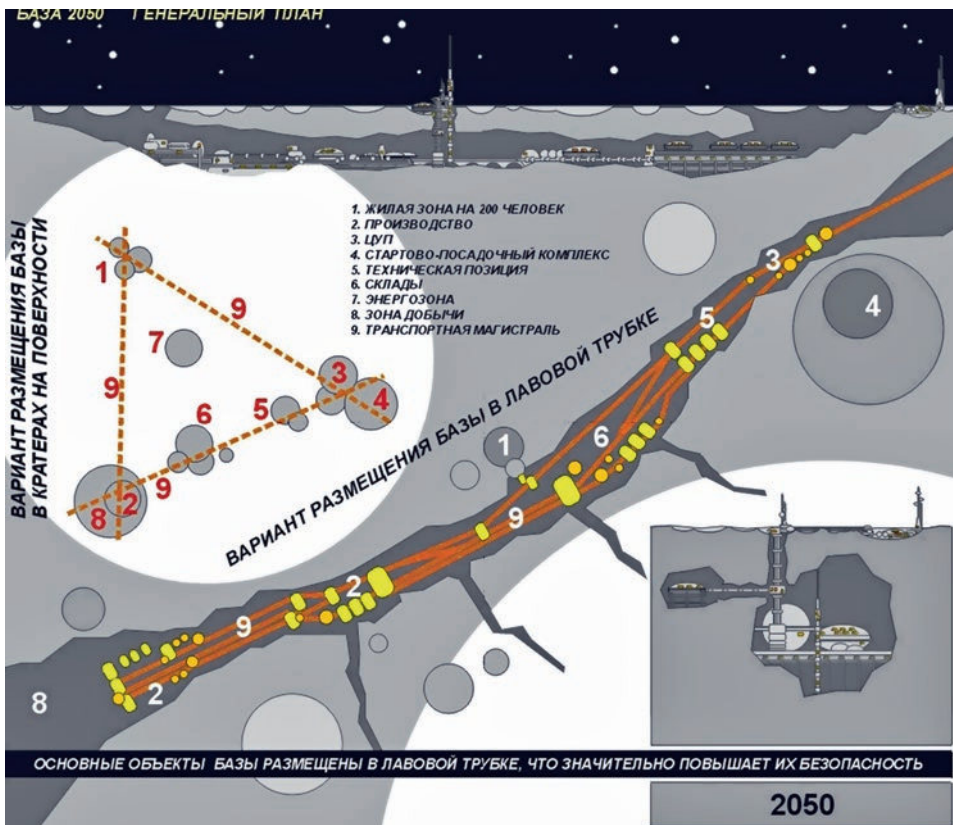 БАЗА 2050 ГЕНЕРАЛЬНЫЙ ПЛАН
1. ЖИЛАЯ ЗОНА НА 200 ЧЕЛОВЕК
2. ПРОИЗВОДСТВО
3. ЦУП
4. СТАРТОВО-ПОСАДОЧНЫЙ КОМПЛЕКС
5. ТЕХНИЧЕСКАЯ ПОЗИЦИЯ
6. СКЛАДЫ
7. ЭНЕРГОЗОНА
8. ЗОНА ДОБЫЧИ
9. ТРАНСПОРТНАЯ МАГИСТРАЛЬ
ВАРИАНТ РАЗМЕЩЕНИЯ БАЗЫ
В КРАТЕРАХ НА ПОВЕРХНОСТИ
1
9
7
9
3
4
5
6
9
2
8
ВАРИАНТ РАЗМЕЩЕНИЯ БАЗЫ В ЛАВОВОЙ ТРУБКЕ
3
4
5
6
1
9
2
9
2
8
ОСНОВНЫЕ ОБЪЕКТЫ БАЗЫ РАЗМЕЩЕНЫ В ЛАВОВОЙ ТРУБКЕ, ЧТО ЗНАЧИТЕЛЬНО ПОВЫШАЕТ ИХ БЕЗОПАСНОСТЬ
2050